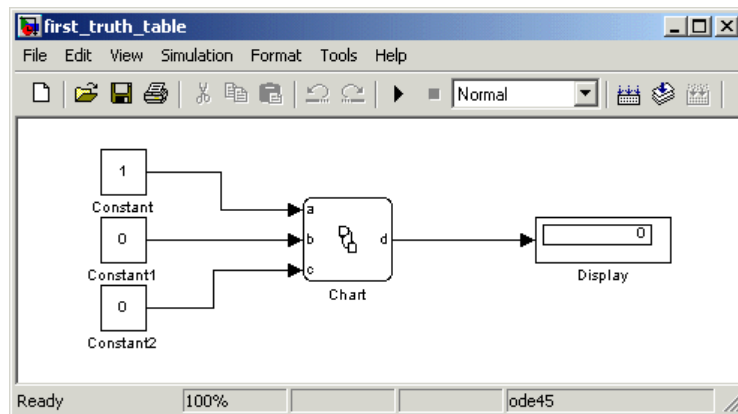 first_truth_table
File Edit View Simulation Format Tools Help
Normal
1
Constant
0
Constant1
0
Constant2
a
b
c
d
Chart
0
Display
Ready 100% ode45